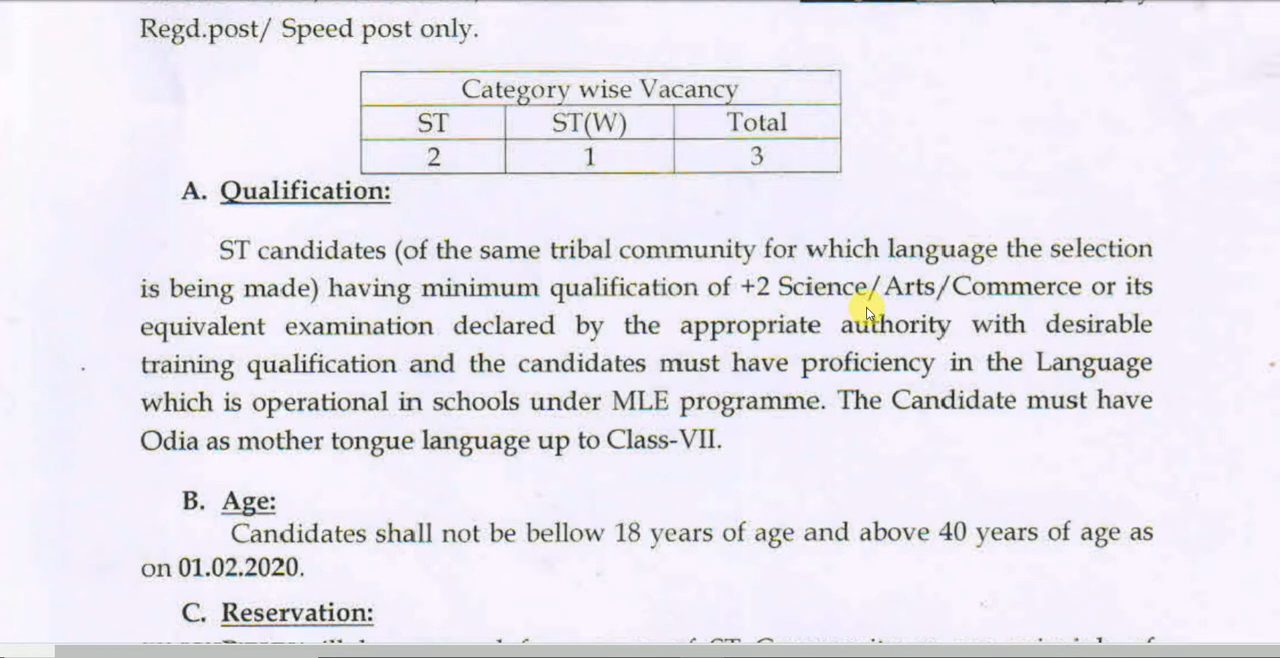 Regd.post/ Speed post only.
Category wise Vacancy
ST ST(W) Total
2 1 3
A. Qualification:
ST candidates (of the same tribal community for which language the selection
is being made) having minimum qualification of +2 Science/Arts/Commerce or its
equivalent examination declared by the appropriate authority with desirable
training qualification and the candidates must have proficiency in the Language
which is operational in schools under MLE programme. The Candidate must have
Odia as mother tongue language up to Class-VII.
B. Age:
Candidates shall not be bellow 18 years of age and above 40 years of age as
on 01.02.2020.
C. Reservation: